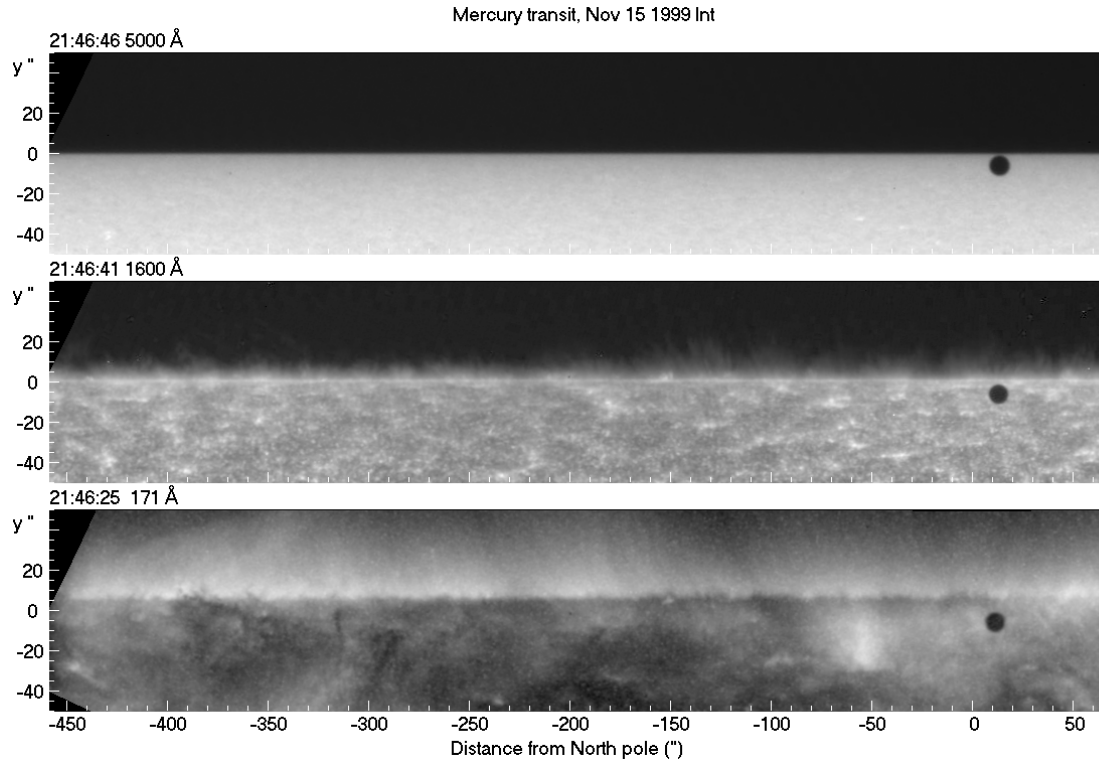 Mercury transit, Nov 15 1999 Int
21:46:46 5000 Å
y "
20
0
-20
-40
21:46:41 1600 Å
y "
20
0
-20
-40
21:46:25 171 Å
y "
20
0
-20
-40
-450 -400 -350 -300 -250 -200 -150 -100 -50 0 50
Distance from North pole (")